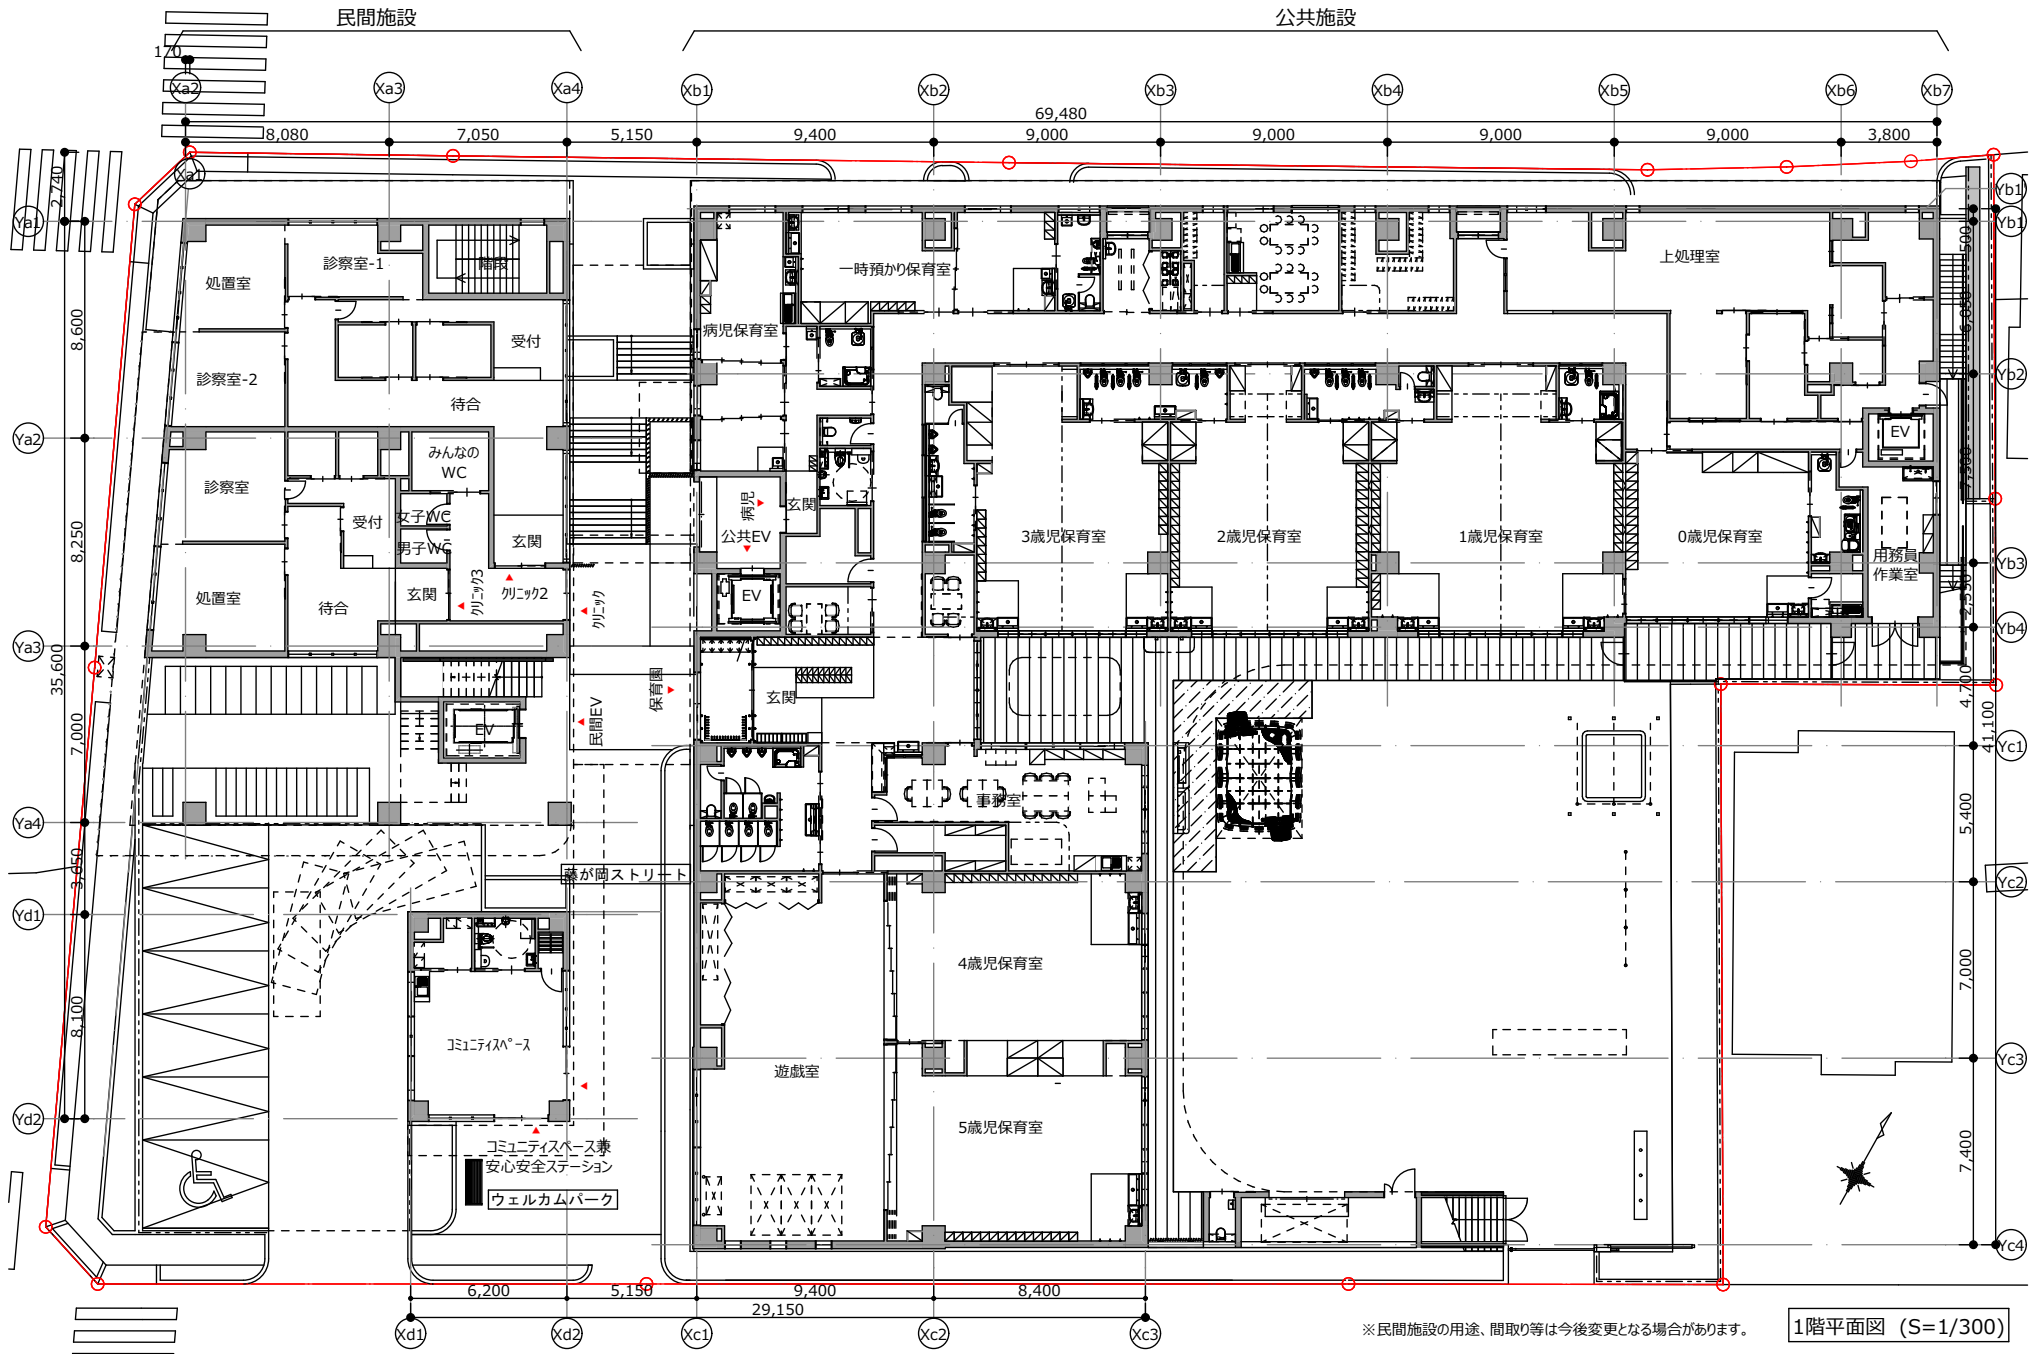 民間施設
公共施設
170
Xa2
Xa3
Xa4
Xb1
Xb2
Xb3
Xb4
Xb5
Xb6
Xb7
69,480
8,080
7,050
5,150
9,400
9,000
9,000
9,000
9,000
3,800
Xa1
2,740
Ya1
Yb1
Yb1
処置室
診察室-1
階段
一時預かり保育室
上処理室
8,600
受付
病児保育室
診察室-2
待合
Yb2
Ya2
みんなの
WC
EV
診察室
受付
女子WC
男子WC
玄関
病児
玄関
公共EV
3歳児保育室
2歳児保育室
1歳児保育室
0歳児保育室
8,250
用務員
作業室
Yb3
処置室
待合
玄関
クリニック3
クリニック2
クリニック
EV
Yb4
Ya3
35,600
保育園
玄関
4,700
7,000
EV
民間EV
41,100
Yc1
事務室
Ya4
5,400
3,650
藤が岡ストリート
Yc2
Yd1
4歳児保育室
7,000
8,100
コミュニティスペース
遊戯室
Yc3
Yd2
5歳児保育室
コミュニティスペース兼
安心安全ステーション
7,400
ウェルカムパーク
Yc4
6,200
5,150
9,400
8,400
29,150
Xd1
Xd2
Xc1
Xc2
Xc3
※民間施設の用途、間取り等は今後変更となる場合があります。
1階平面図 (S=1/300)